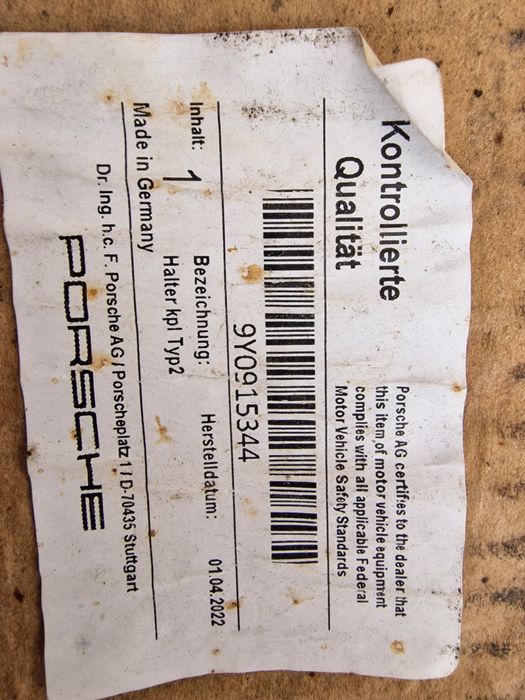 Kontrollierte
Qualität
Porsche AG certifies to the dealer that
this item of motor vehicle equipment
complies with all applicable Federal
Motor Vehicle Safety Standards
9Y0915344
Inhalt: 1
Bezeichnung:
Halter kpl Typ2
Herstelldatum: 01.04.2022
Made in Germany
Dr. Ing. h.c. F. Porsche AG / Porscheplatz 1 / D-70435 Stuttgart
PORSCHE